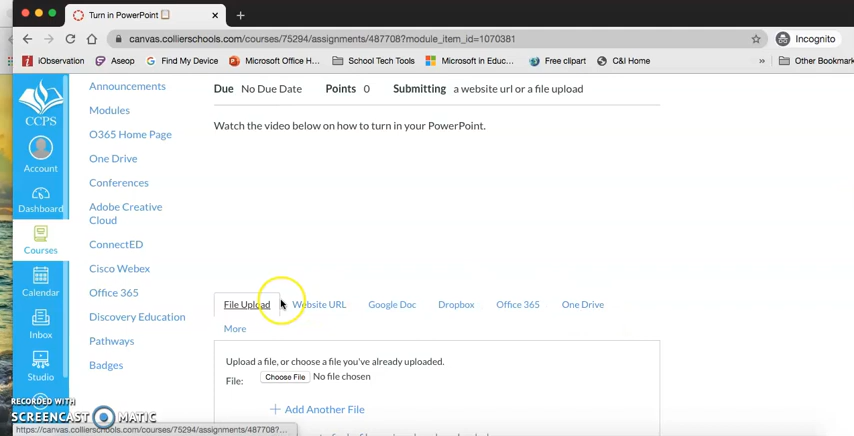 Turn in PowerPoint
canvas.collierschools.com/courses/75294/assignments/487708?module_item_id=1070381
Incognito
iObservation
Aseop
Find My Device
Microsoft Office H...
School Tech Tools
Microsoft in Educ...
Free clipart
C&I Home
»
Other Bookmark
CCPS
Account
Dashboard
Courses
Calendar
Inbox
Studio
Announcements
Modules
O365 Home Page
One Drive
Conferences
Adobe Creative
Cloud
ConnectED
Cisco Webex
Office 365
Discovery Education
Pathways
Badges
Due No Due Date Points 0 Submitting a website url or a file upload
Watch the video below on how to turn in your PowerPoint.
File Upload Website URL Google Doc Dropbox Office 365 One Drive
More
Upload a file, or choose a file you've already uploaded.
File: Choose File No file chosen
+ Add Another File
RECORDED WITH
SCREENCAST MATIC
https://canvas.collierschools.com/courses/75294/assignments/487708?...